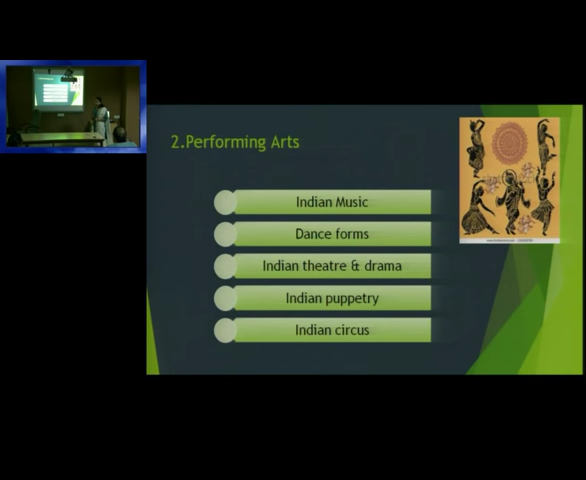 2.Performing Arts
Indian Music
Dance forms
Indian theatre & drama
Indian puppetry
Indian circus